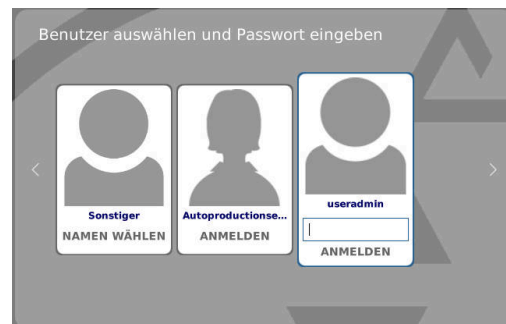 Benutzer auswählen und Passwort eingeben
Sonstiger
NAMEN WÄHLEN
Autoproductionse...
ANMELDEN
useradmin
ANMELDEN